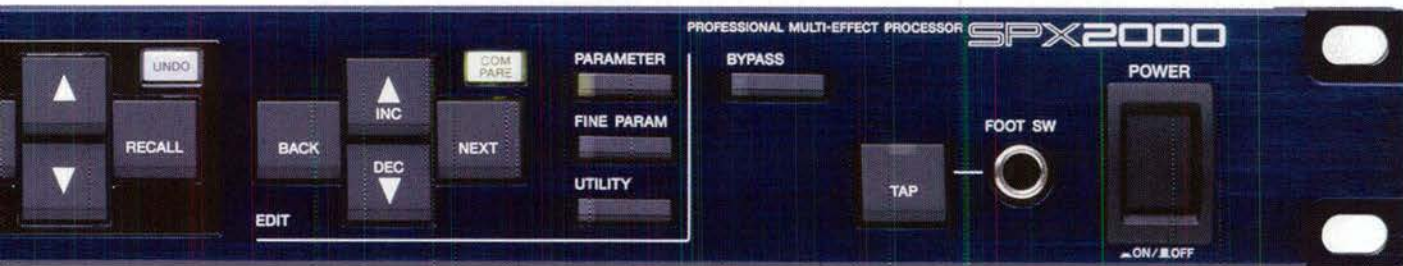 PROFESSIONAL MULTI-EFFECT PROCESSOR SPX2000
UNDO
RECALL
COM
PARE
BACK
INC
DEC
NEXT
EDIT
PARAMETER
FINE PARAM
UTILITY
BYPASS
TAP
FOOT SW
POWER
ON/OFF